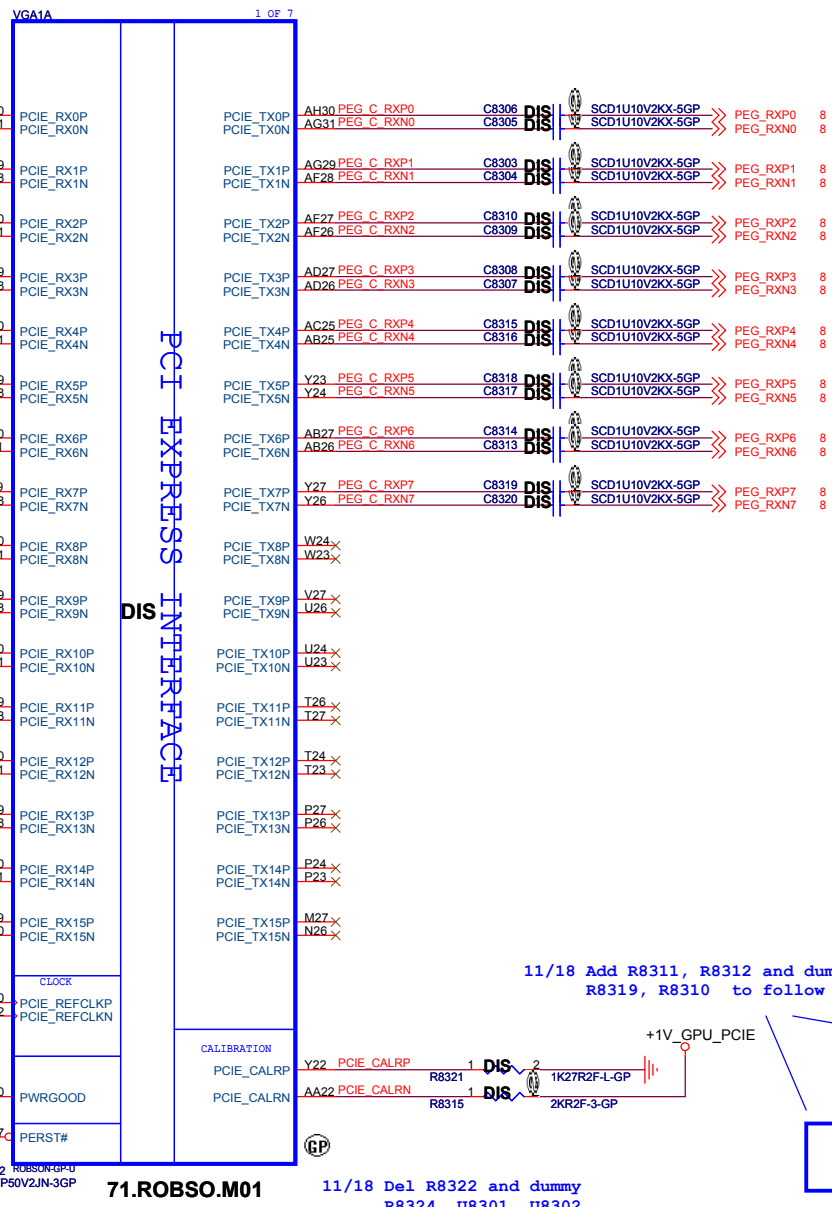 VGA1A 1 OF 7
PCIE_RX0P PCIE_TX0P AH30 PEG_C_RXP0 C8306 DIS SCD1U10V2KX-5GP PEG_RXP0 8
PCIE_RX0N PCIE_TX0N AG31 PEG_C_RXN0 C8305 DIS SCD1U10V2KX-5GP PEG_RXN0 8
PCIE_RX1P PCIE_TX1P AG29 PEG_C_RXP1 C8303 DIS SCD1U10V2KX-5GP PEG_RXP1 8
PCIE_RX1N PCIE_TX1N AF28 PEG_C_RXN1 C8304 DIS SCD1U10V2KX-5GP PEG_RXN1 8
PCIE_RX2P PCIE_TX2P AF27 PEG_C_RXP2 C8310 DIS SCD1U10V2KX-5GP PEG_RXP2 8
PCIE_RX2N PCIE_TX2N AF26 PEG_C_RXN2 C8309 DIS SCD1U10V2KX-5GP PEG_RXN2 8
PCIE_RX3P PCIE_TX3P AD27 PEG_C_RXP3 C8308 DIS SCD1U10V2KX-5GP PEG_RXP3 8
PCIE_RX3N PCIE_TX3N AD26 PEG_C_RXN3 C8307 DIS SCD1U10V2KX-5GP PEG_RXN3 8
PCIE_RX4P PCIE_TX4P AC25 PEG_C_RXP4 C8315 DIS SCD1U10V2KX-5GP PEG_RXP4 8
PCIE_RX4N PCIE_TX4N AB25 PEG_C_RXN4 C8316 DIS SCD1U10V2KX-5GP PEG_RXN4 8
PCIE_RX5P PCIE_TX5P Y23 PEG_C_RXP5 C8318 DIS SCD1U10V2KX-5GP PEG_RXP5 8
PCIE_RX5N PCIE_TX5N Y24 PEG_C_RXN5 C8317 DIS SCD1U10V2KX-5GP PEG_RXN5 8
PCIE_RX6P PCIE_TX6P AB27 PEG_C_RXP6 C8314 DIS SCD1U10V2KX-5GP PEG_RXP6 8
PCIE_RX6N PCIE_TX6N AB26 PEG_C_RXN6 C8313 DIS SCD1U10V2KX-5GP PEG_RXN6 8
PCIE_RX7P PCIE_TX7P Y27 PEG_C_RXP7 C8319 DIS SCD1U10V2KX-5GP PEG_RXP7 8
PCIE_RX7N PCIE_TX7N Y26 PEG_C_RXN7 C8320 DIS SCD1U10V2KX-5GP PEG_RXN7 8
PCIE_RX8P PCIE_TX8P W24
PCIE_RX8N PCIE_TX8N W23
PCIE_RX9P PCIE_TX9P V27
PCIE_RX9N PCIE_TX9N U26
DIS
PCI EXPRESS INTERFACE
PCIE_RX10P PCIE_TX10P U24
PCIE_RX10N PCIE_TX10N U23
PCIE_RX11P PCIE_TX11P T26
PCIE_RX11N PCIE_TX11N T27
PCIE_RX12P PCIE_TX12P T24
PCIE_RX12N PCIE_TX12N T23
PCIE_RX13P PCIE_TX13P P27
PCIE_RX13N PCIE_TX13N P26
PCIE_RX14P PCIE_TX14P P24
PCIE_RX14N PCIE_TX14N P23
PCIE_RX15P PCIE_TX15P M27
PCIE_RX15N PCIE_TX15N N26
11/18 Add R8311, R8312 and dum
R8319, R8310 to follow
CLOCK
PCIE_REFCLKP
PCIE_REFCLKN
+1V_GPU_PCIE
CALIBRATION
PCIE_CALRP Y22 PCIE_CALRP R8321 1 DIS 2 1K27R2F-L-GP
PWRGOOD PCIE_CALRN AA22 PCIE_CALRN R8315 1 DIS 2KR2F-3-GP
PERST#
GP
2 ROBSON-GP-U
P50V2JN-3GP
71.ROBSO.M01
11/18 Del R8322 and dummy
R8324, U8301, U8302